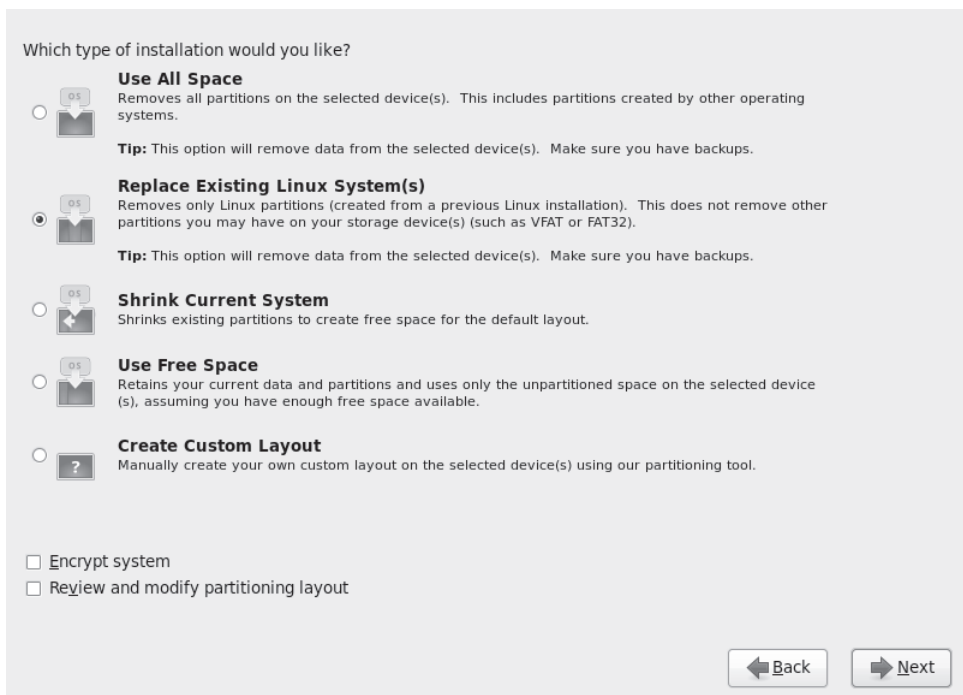 Which type of installation would you like?
OS
Use All Space
Removes all partitions on the selected device(s).  This includes partitions created by other operating
systems.
Tip: This option will remove data from the selected device(s).  Make sure you have backups.
OS
Replace Existing Linux System(s)
Removes only Linux partitions (created from a previous Linux installation).  This does not remove other
partitions you may have on your storage device(s) (such as VFAT or FAT32).
Tip: This option will remove data from the selected device(s).  Make sure you have backups.
OS
Shrink Current System
Shrinks existing partitions to create free space for the default layout.
OS
Use Free Space
Retains your current data and partitions and uses only the unpartitioned space on the selected device
(s), assuming you have enough free space available.
?
Create Custom Layout
Manually create your own custom layout on the selected device(s) using our partitioning tool.
Encrypt system
Review and modify partitioning layout
Back
Next